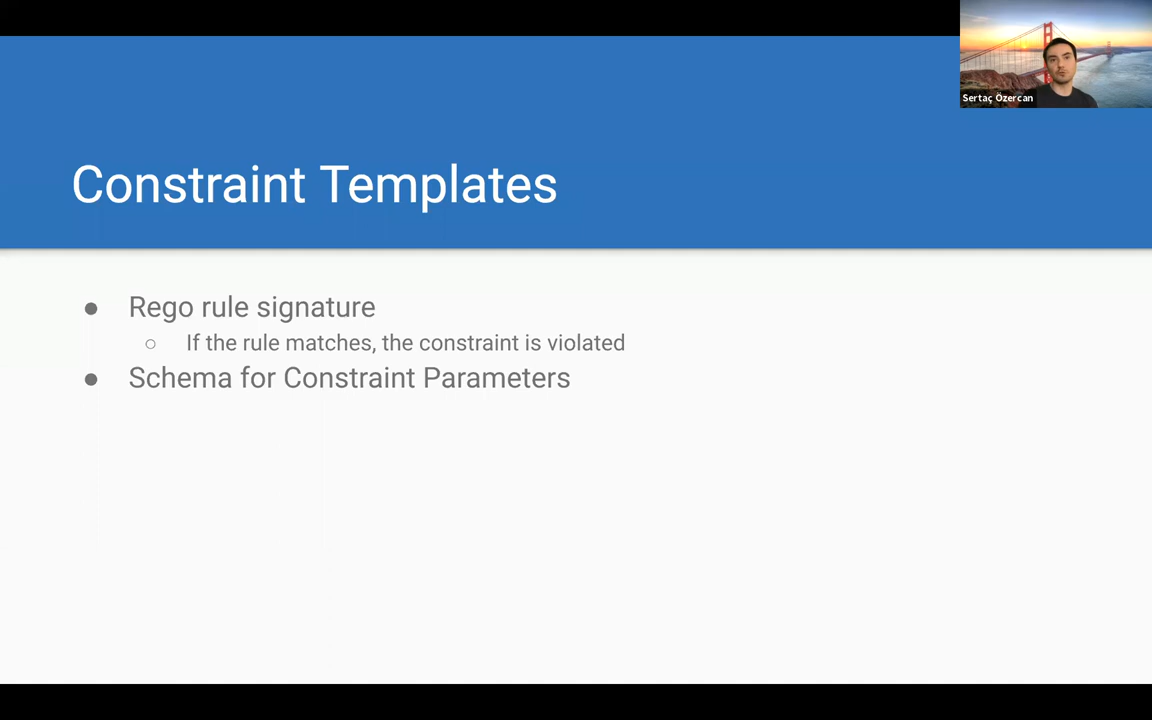 Sertaç Özercan
Constraint Templates
● Rego rule signature
○ If the rule matches, the constraint is violated
● Schema for Constraint Parameters